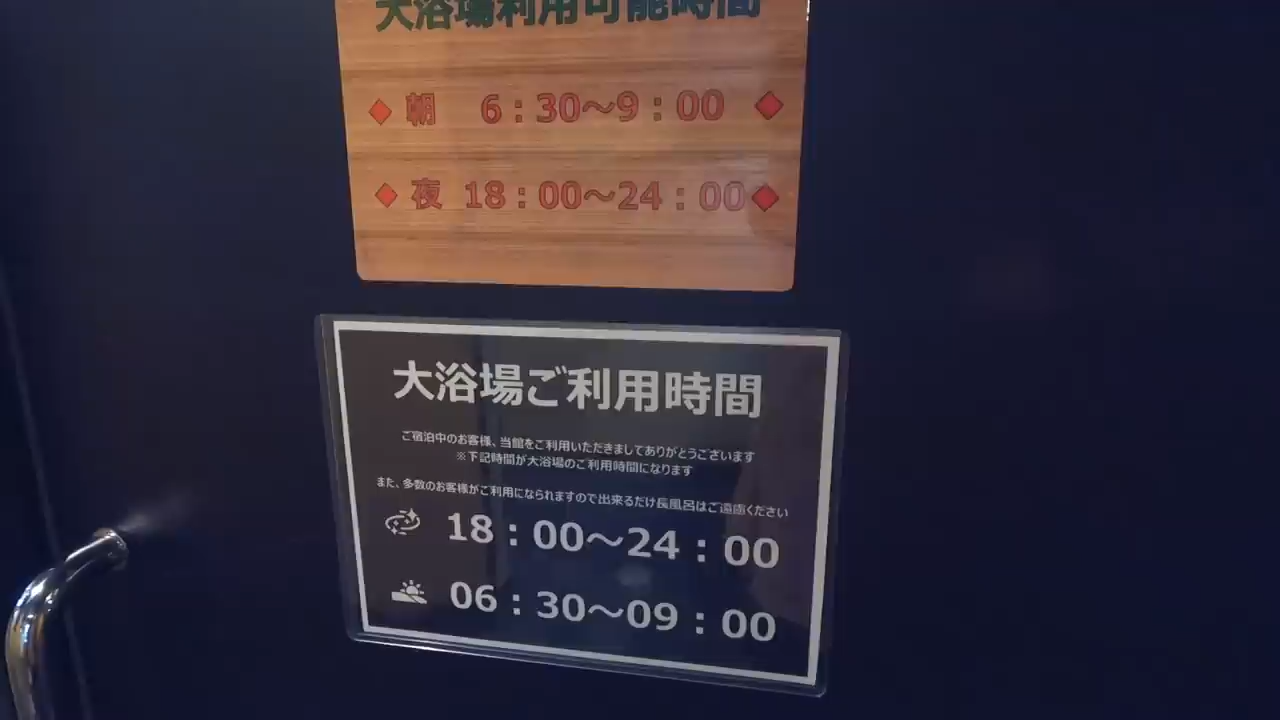 大浴場利用可能時間
◆ 朝 6:30～9:00 ◆
◆ 夜 18:00～24:00◆
大浴場ご利用時間
ご宿泊中のお客様、当館をご利用いただきましてありがとうございます
※下記時間が大浴場のご利用時間になります
また、多数のお客様がご利用になられますので出来るだけ長風呂はご遠慮ください
18:00～24:00
06:30～09:00